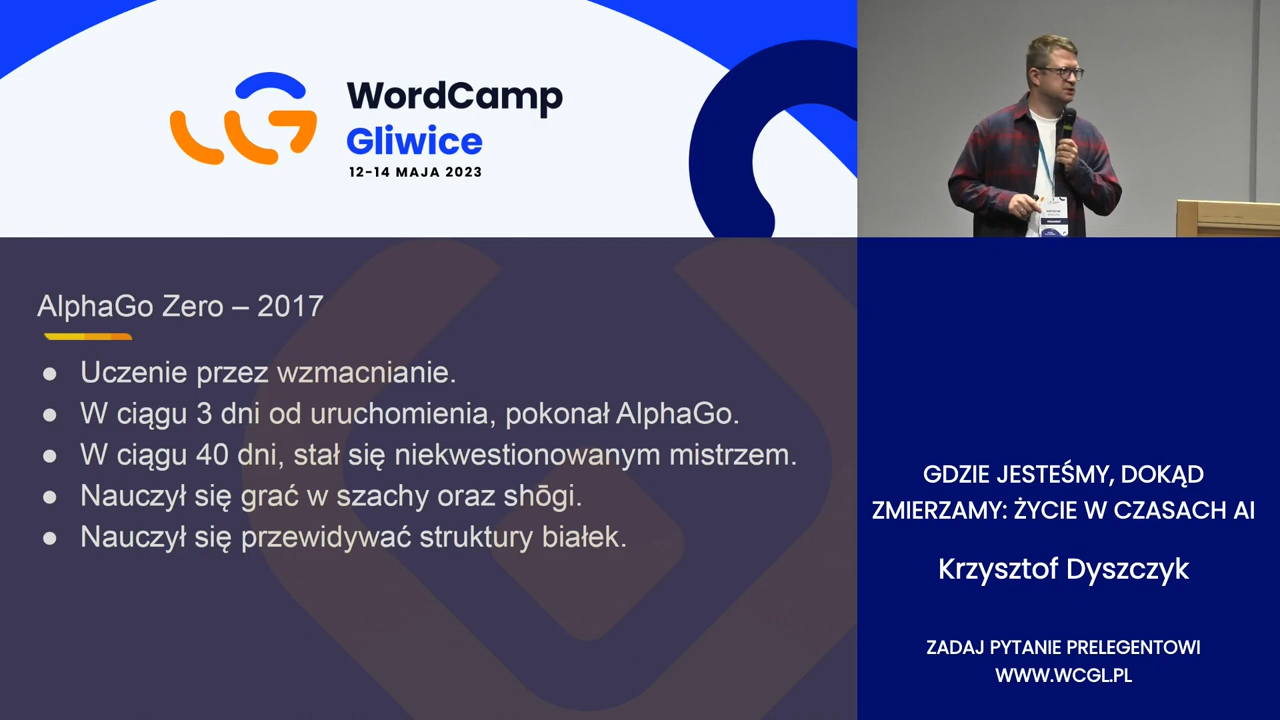 WordCamp
Gliwice
12-14 MAJA 2023
AlphaGo Zero – 2017
● Uczenie przez wzmacnianie.
● W ciągu 3 dni od uruchomienia, pokonał AlphaGo.
● W ciągu 40 dni, stał się niekwestionowanym mistrzem.
● Nauczył się grać w szachy oraz shōgi.
● Nauczył się przewidywać struktury białek.
GDZIE JESTEŚMY, DOKĄD
ZMIERZAMY: ŻYCIE W CZASACH AI
Krzysztof Dyszczyk
ZADAJ PYTANIE PRELEGENTOWI
WWW.WCGL.PL